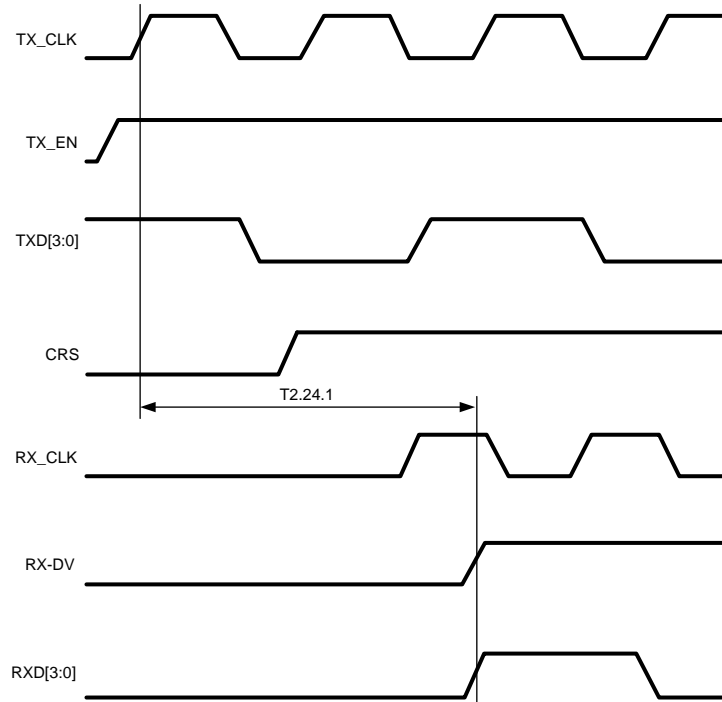 TX_CLK
TX_EN
TXD[3:0]
CRS
T2.24.1
RX_CLK
RX-DV
RXD[3:0]